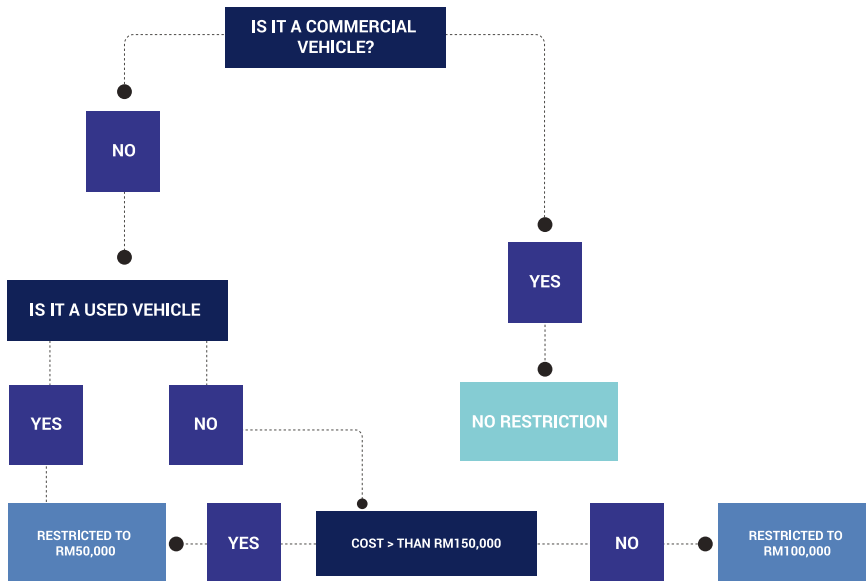 IS IT A COMMERCIAL
VEHICLE?
NO
YES
IS IT A USED VEHICLE
NO RESTRICTION
YES
NO
RESTRICTED TO
RM50,000
YES
COST > THAN RM150,000
NO
RESTRICTED TO
RM100,000